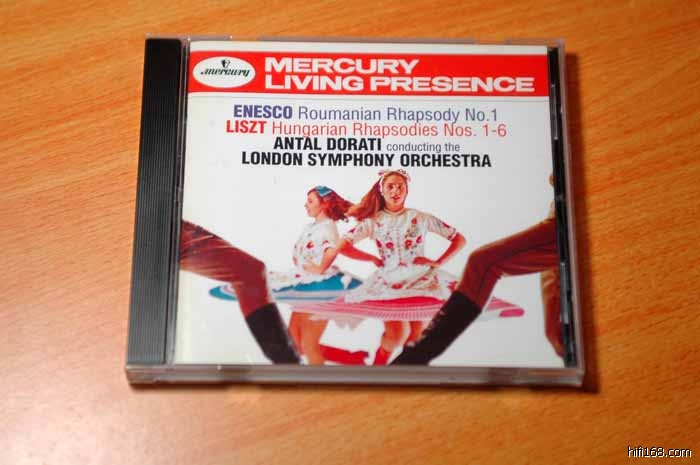 mercury
MERCURY
LIVING PRESENCE
ENESCO Roumanian Rhapsody No.1
LISZT Hungarian Rhapsodies Nos. 1-6
ANTAL DORATI conducting the
LONDON SYMPHONY ORCHESTRA
hifi168.com